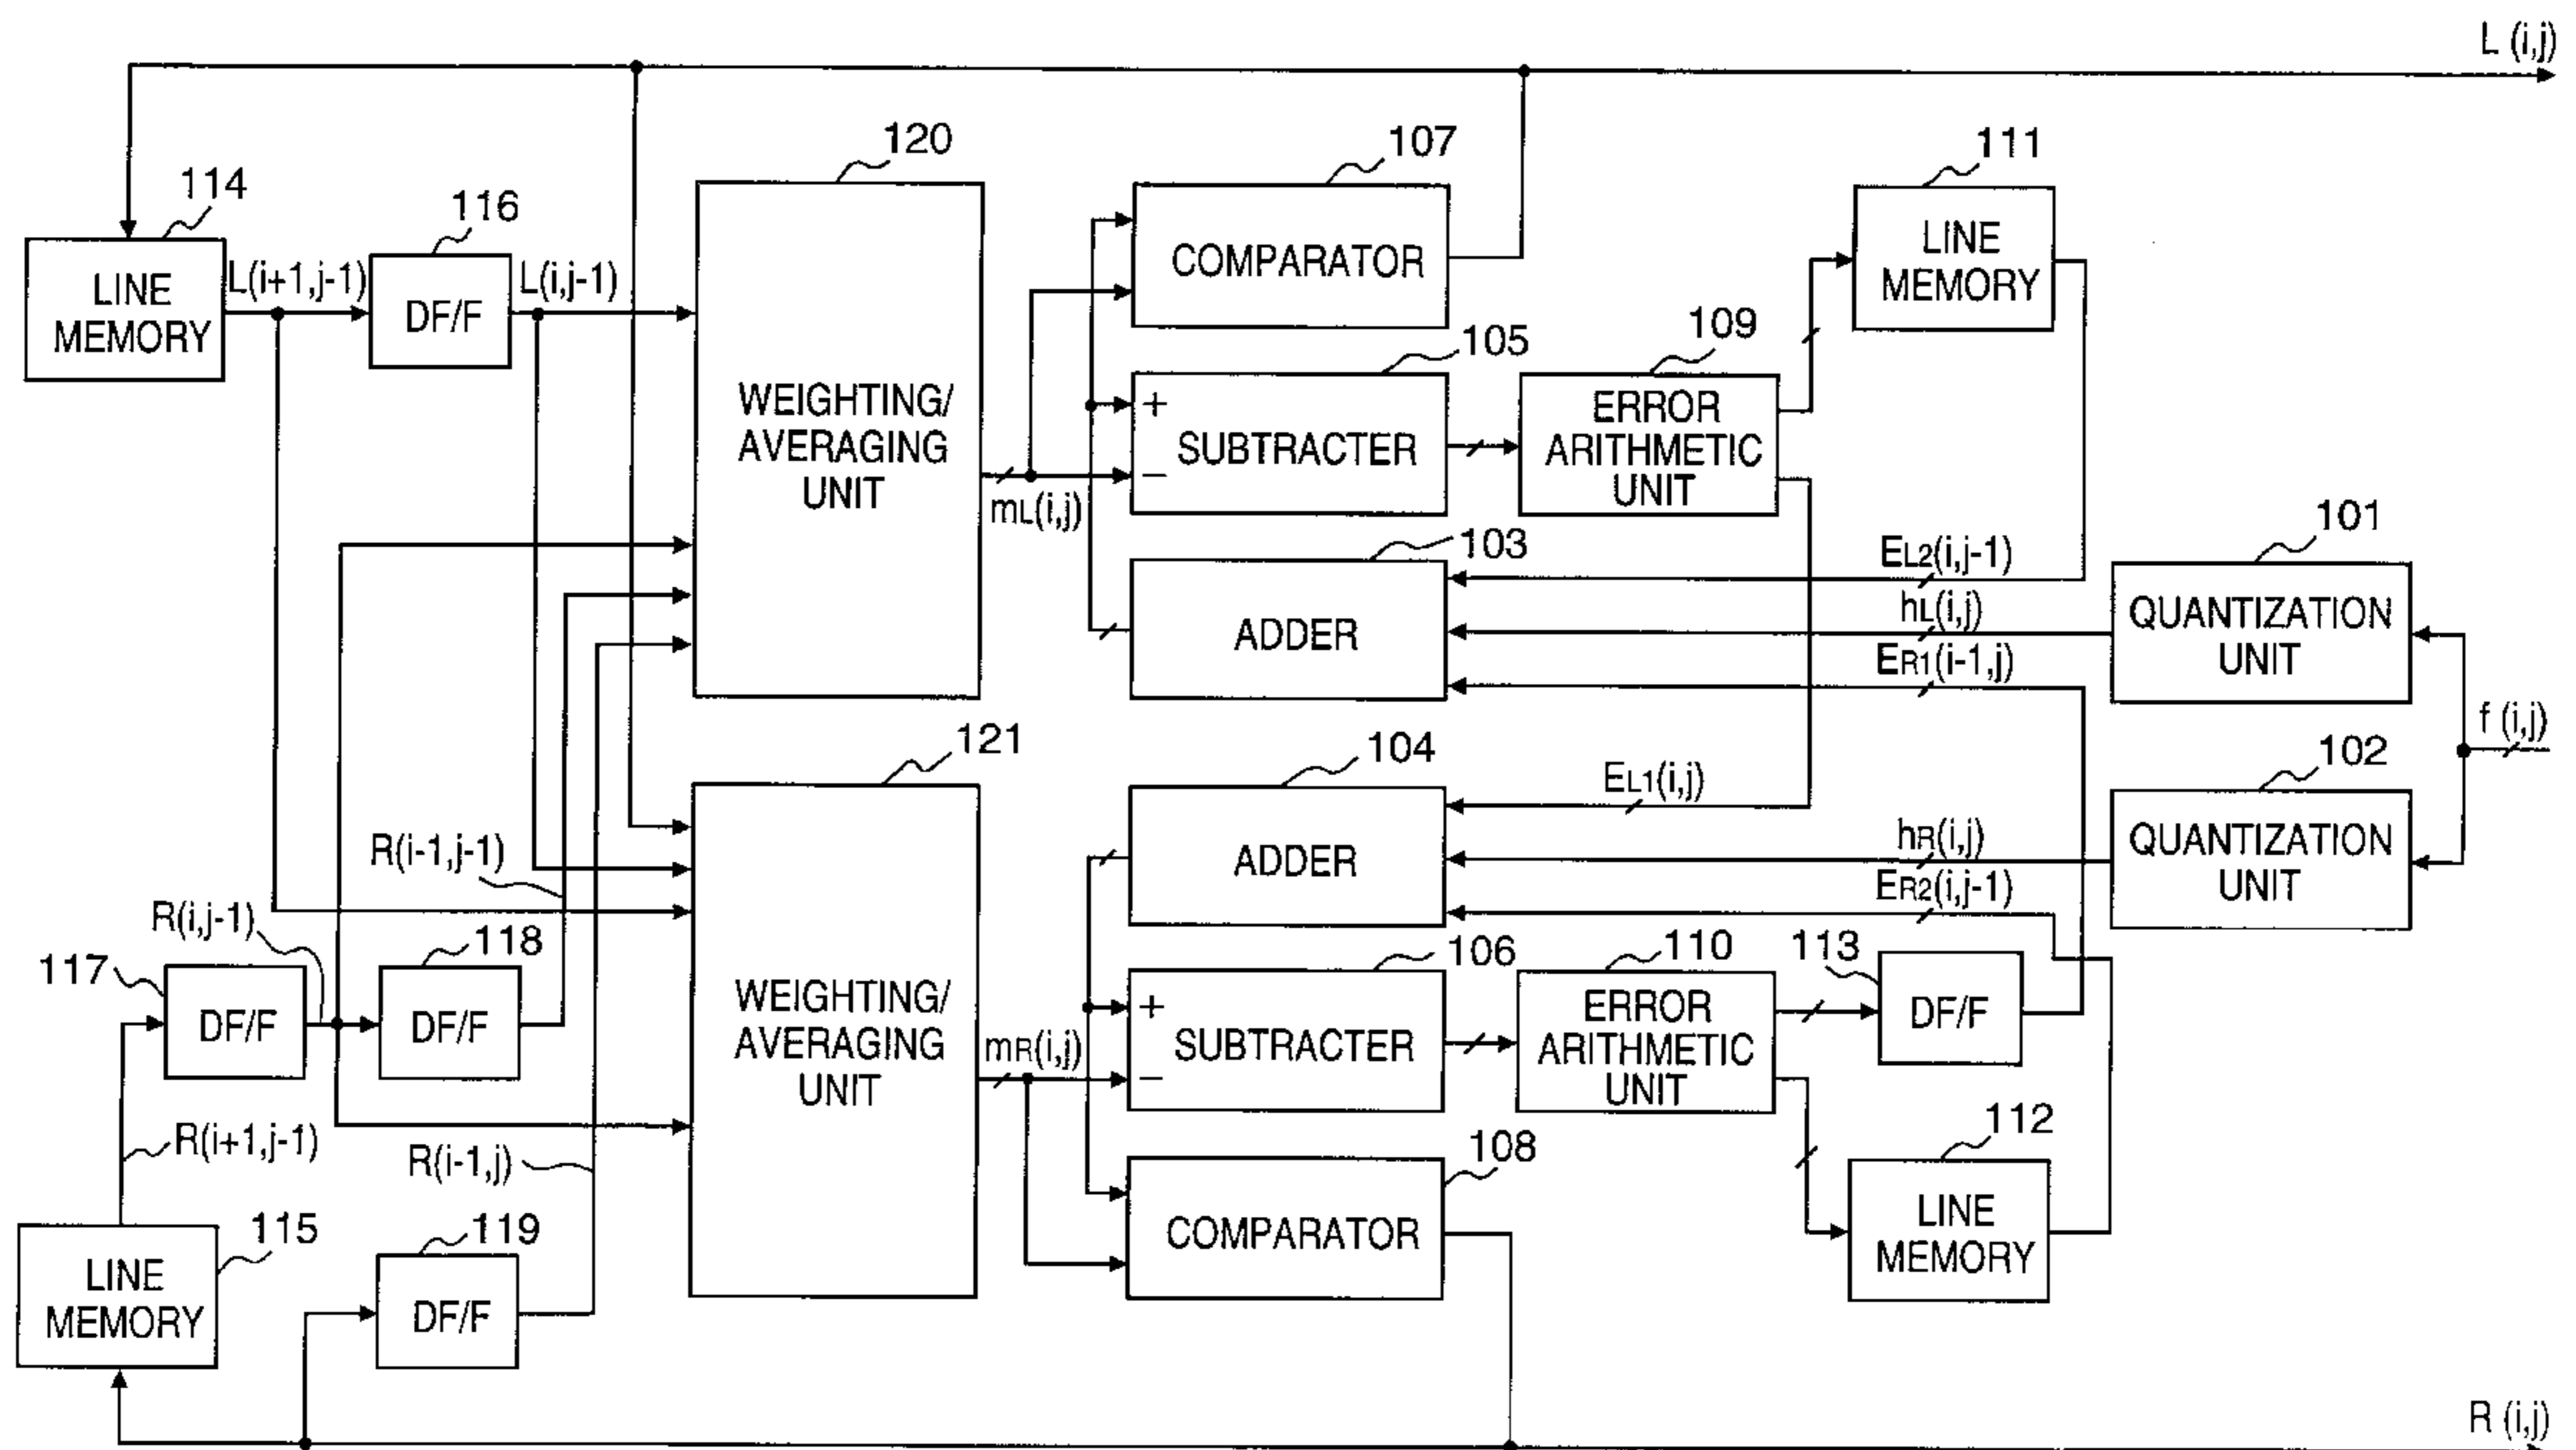 L (i,j)
120
107
111
114
116
LINE
MEMORY
L(i+1,j-1)
DF/F
L(i,j-1)
WEIGHTING/
AVERAGING
UNIT
COMPARATOR
LINE
MEMORY
105
109
+
SUBTRACTER
−
ERROR
ARITHMETIC
UNIT
mL(i,j)
103
ADDER
EL2(i,j-1)
hL(i,j)
ER1(i-1,j)
101
QUANTIZATION
UNIT
f (i,j)
121
104
ADDER
EL1(i,j)
hR(i,j)
ER2(i,j-1)
102
QUANTIZATION
UNIT
R(i-1,j-1)
R(i,j-1)
117
DF/F
118
DF/F
WEIGHTING/
AVERAGING
UNIT
mR(i,j)
106
+
SUBTRACTER
−
110
ERROR
ARITHMETIC
UNIT
113
DF/F
R(i+1,j-1)
R(i-1,j)
108
COMPARATOR
112
LINE
MEMORY
115
LINE
MEMORY
119
DF/F
R (i,j)